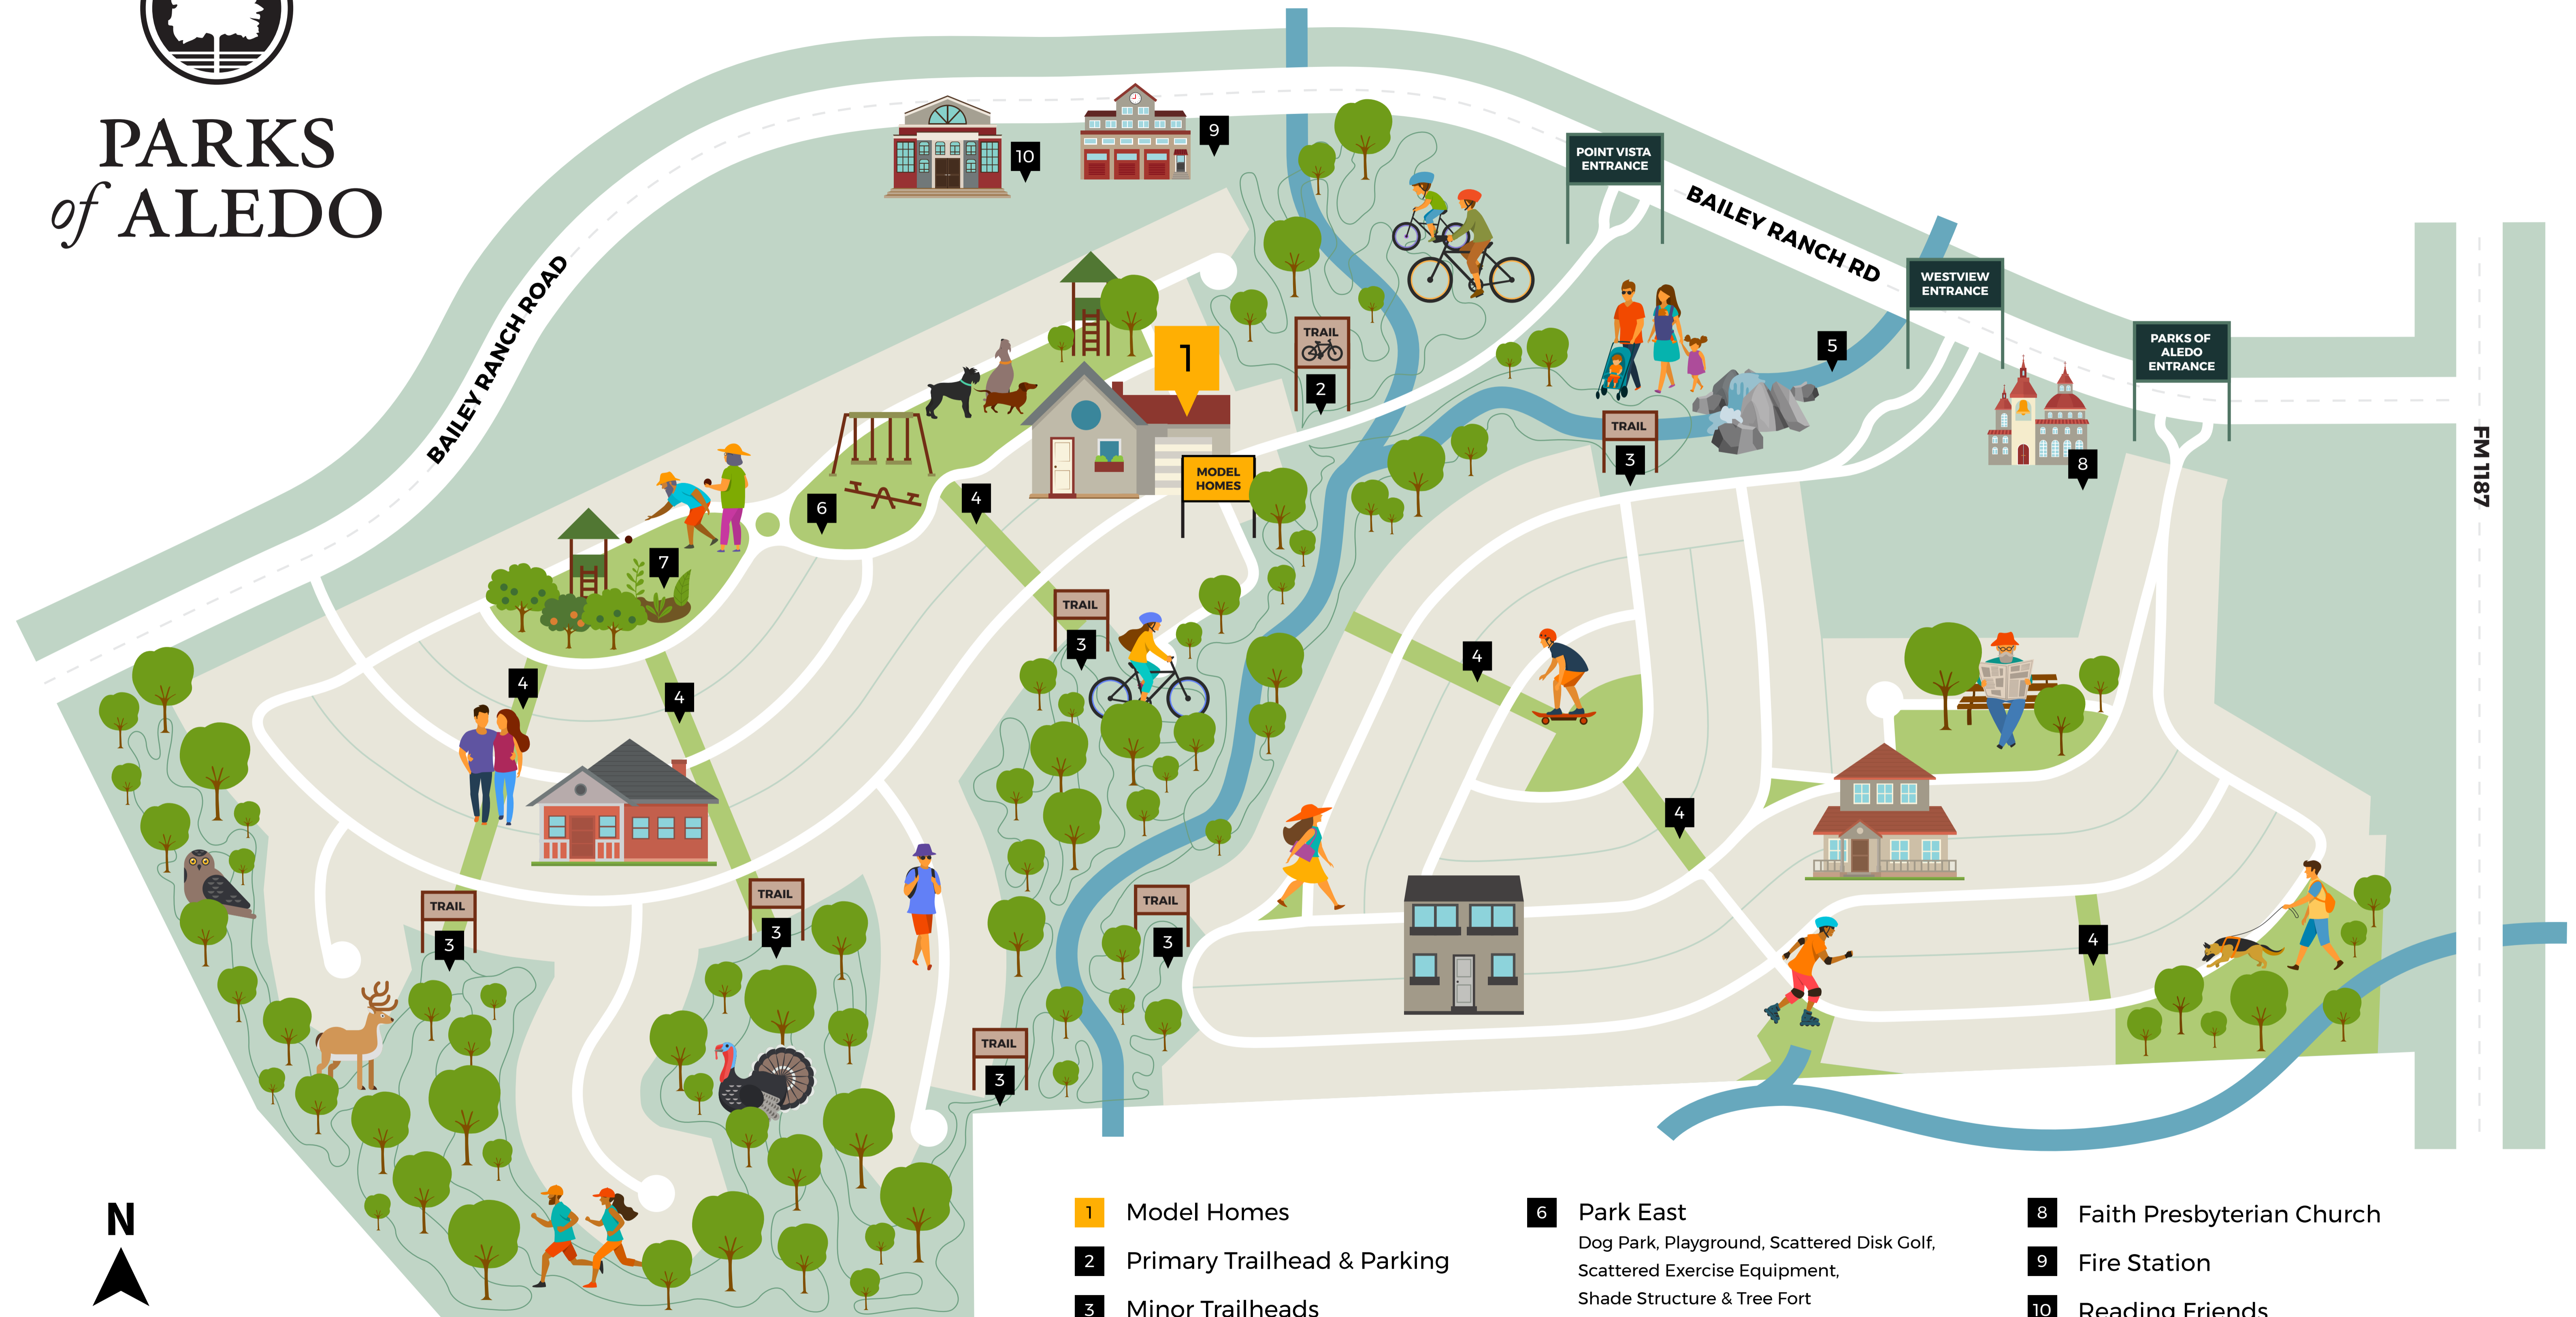 PARKS
of ALEDO
BAILEY RANCH ROAD
10
9
POINT VISTA
ENTRANCE
BAILEY RANCH RD
WESTVIEW
ENTRANCE
PARKS OF
ALEDO
ENTRANCE
FM 1187
1
TRAIL
2
5
TRAIL
3
8
MODEL
HOMES
6
4
7
TRAIL
3
4
4
4
4
TRAIL
3
TRAIL
3
TRAIL
3
4
TRAIL
3
N
1 Model Homes
2 Primary Trailhead & Parking
3 Minor Trailheads
6 Park East
Dog Park, Playground, Scattered Disk Golf,
Scattered Exercise Equipment,
Shade Structure & Tree Fort
8 Faith Presbyterian Church
9 Fire Station
10 Reading Friends